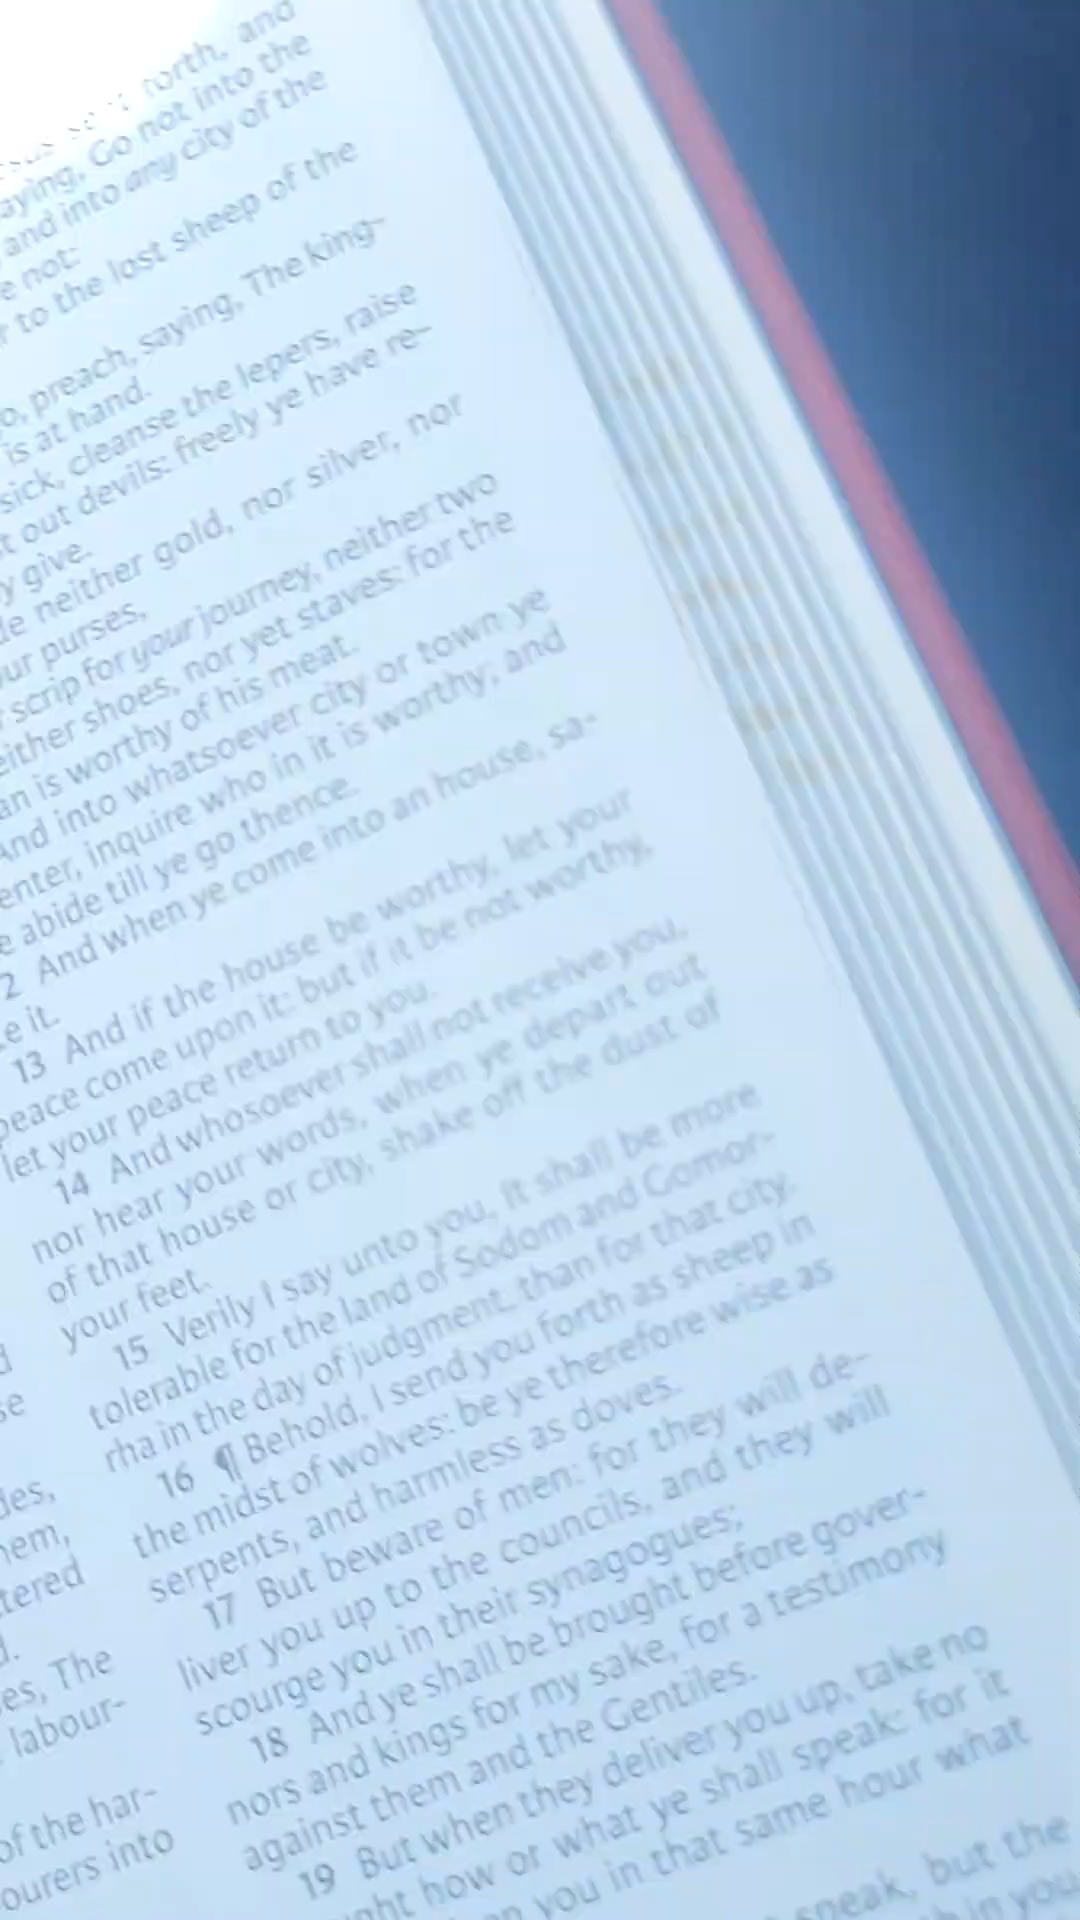 north, and
aying, Go not into the
and into any city of the
e not:
r to the lost sheep of the
o, preach, saying, The king-
is at hand.
sick, cleanse the lepers, raise
t out devils: freely ye have re-
y give.
de neither gold, nor silver, nor
ur purses,
scrip for your journey, neither two
either shoes, nor yet staves: for the
an is worthy of his meat.
And into whatsoever city or town ye
enter, inquire who in it is worthy; and
e abide till ye go thence.
2 And when ye come into an house, sa-
e it.
13 And if the house be worthy, let your
peace come upon it: but if it be not worthy,
let your peace return to you.
14 And whosoever shall not receive you,
nor hear your words, when ye depart out
of that house or city, shake off the dust of
your feet.
15 Verily I say unto you, It shall be more
tolerable for the land of Sodom and Gomor-
rha in the day of judgment, than for that city.
16 ¶ Behold, I send you forth as sheep in
the midst of wolves: be ye therefore wise as
serpents, and harmless as doves.
17 But beware of men: for they will de-
liver you up to the councils, and they will
scourge you in their synagogues;
18 And ye shall be brought before gover-
nors and kings for my sake, for a testimony
against them and the Gentiles.
19 But when they deliver you up, take no
ght how or what ye shall speak: for it
you in that same hour what
speak, but the
in you
d
se
des,
hem,
tered
d.
es, The
labour-
of the har-
ourers into